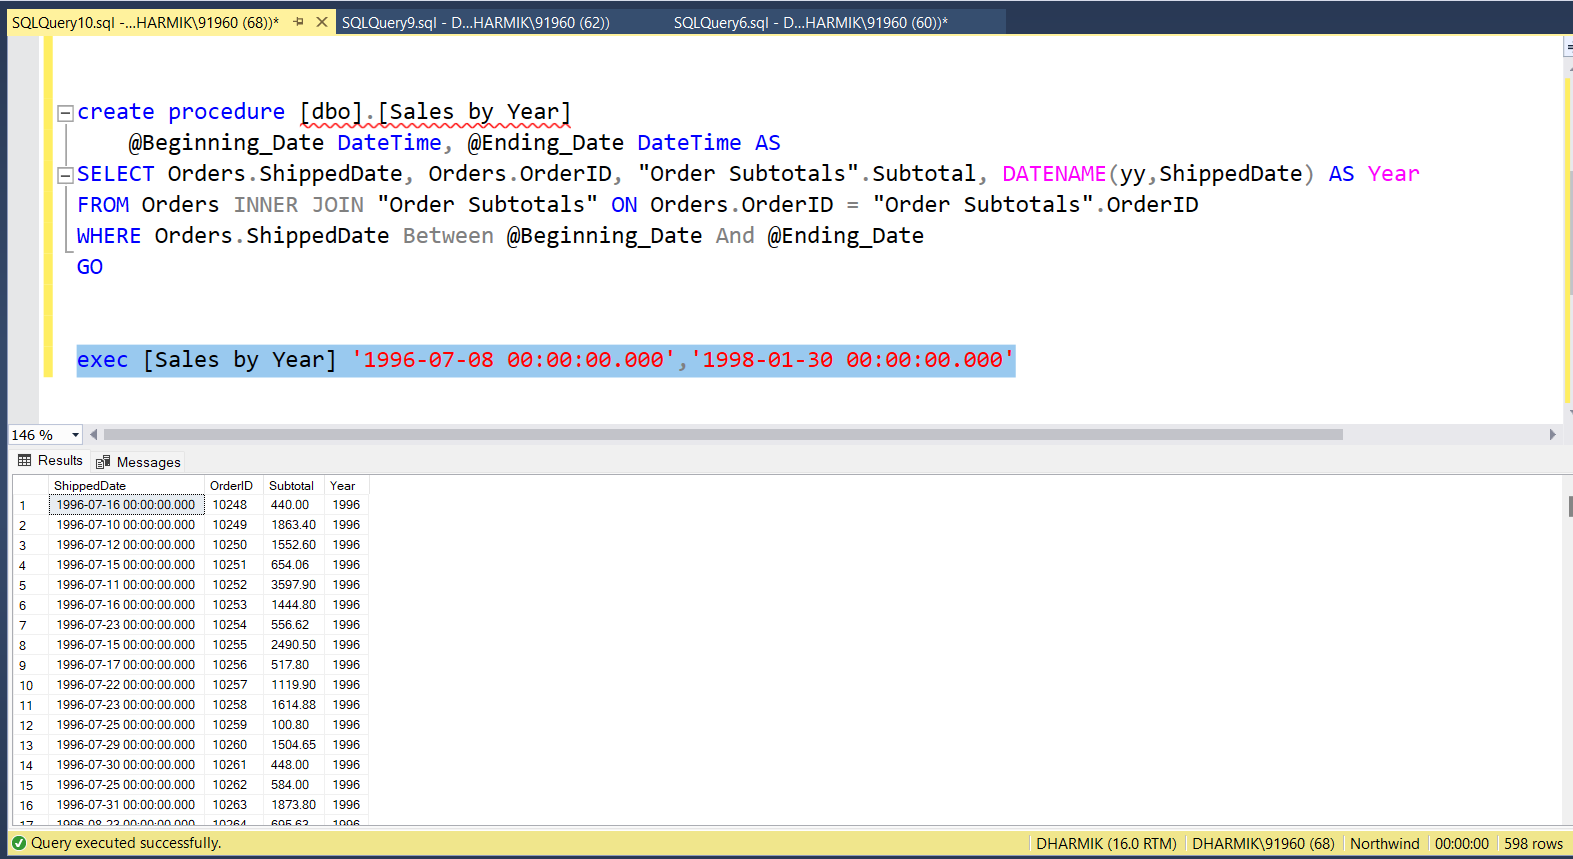 SQLQuery10.sql -...HARMIK\91960 (68))* SQLQuery9.sql - D...HARMIK\91960 (62)) SQLQuery6.sql - D...HARMIK\91960 (60))*
create procedure [dbo].[Sales by Year]
@Beginning_Date DateTime, @Ending_Date DateTime AS
SELECT Orders.ShippedDate, Orders.OrderID, "Order Subtotals".Subtotal, DATENAME(yy,ShippedDate) AS Year
FROM Orders INNER JOIN "Order Subtotals" ON Orders.OrderID = "Order Subtotals".OrderID
WHERE Orders.ShippedDate Between @Beginning_Date And @Ending_Date
GO
exec [Sales by Year] '1996-07-08 00:00:00.000','1998-01-30 00:00:00.000'
146 %
Results Messages
ShippedDate OrderID Subtotal Year
1 1996-07-16 00:00:00.000 10248 440.00 1996
2 1996-07-10 00:00:00.000 10249 1863.40 1996
3 1996-07-12 00:00:00.000 10250 1552.60 1996
4 1996-07-15 00:00:00.000 10251 654.06 1996
5 1996-07-11 00:00:00.000 10252 3597.90 1996
6 1996-07-16 00:00:00.000 10253 1444.80 1996
7 1996-07-23 00:00:00.000 10254 556.62 1996
8 1996-07-15 00:00:00.000 10255 2490.50 1996
9 1996-07-17 00:00:00.000 10256 517.80 1996
10 1996-07-22 00:00:00.000 10257 1119.90 1996
11 1996-07-23 00:00:00.000 10258 1614.88 1996
12 1996-07-25 00:00:00.000 10259 100.80 1996
13 1996-07-29 00:00:00.000 10260 1504.65 1996
14 1996-07-30 00:00:00.000 10261 448.00 1996
15 1996-07-25 00:00:00.000 10262 584.00 1996
16 1996-07-31 00:00:00.000 10263 1873.80 1996
17 1996-08-23 00:00:00.000 10264 695.63 1996
Query executed successfully. DHARMIK (16.0 RTM) DHARMIK\91960 (68) Northwind 00:00:00 598 rows